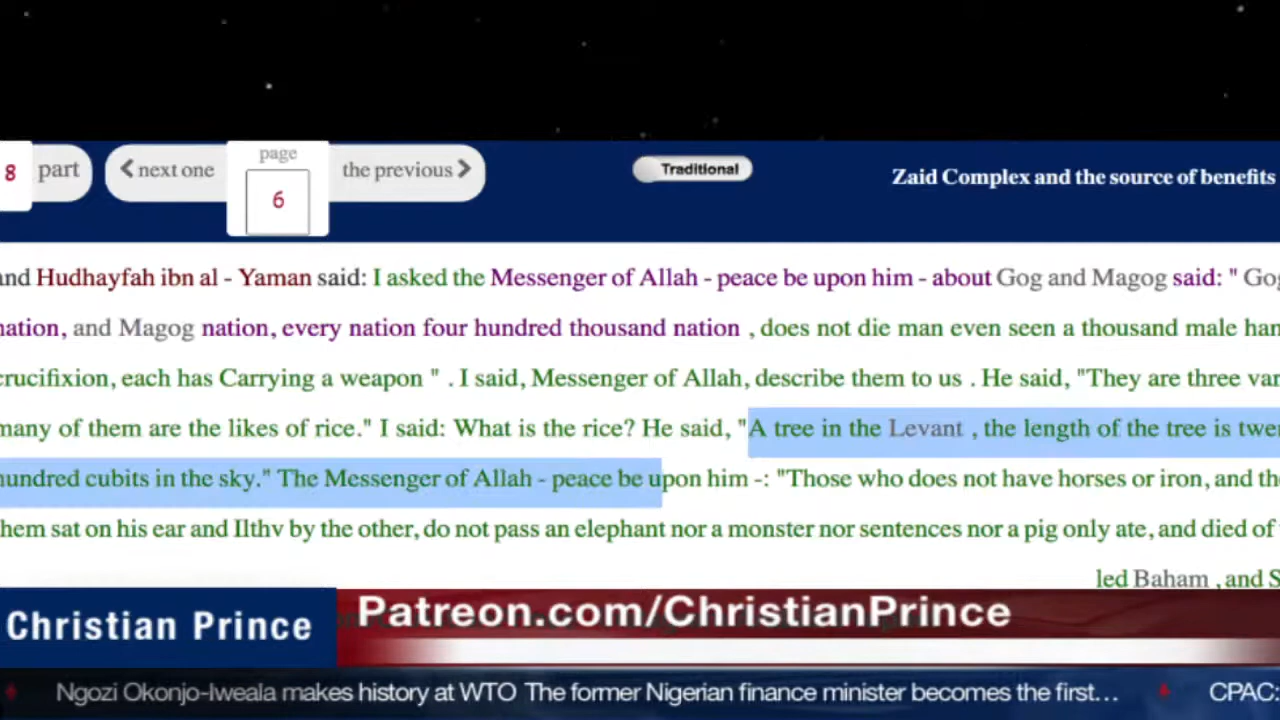 8 part
next one
page
6
the previous
Traditional
Zaid Complex and the source of benefits
and Hudhayfah ibn al - Yaman said: I asked the Messenger of Allah - peace be upon him - about Gog and Magog said: " Gog
nation, and Magog nation, every nation four hundred thousand nation , does not die man even seen a thousand male han
crucifixion, each has Carrying a weapon " . I said, Messenger of Allah, describe them to us . He said, "They are three var
many of them are the likes of rice." I said: What is the rice? He said, "A tree in the Levant , the length of the tree is twe
hundred cubits in the sky." The Messenger of Allah - peace be upon him -: "Those who does not have horses or iron, and the
them sat on his ear and Ilthv by the other, do not pass an elephant nor a monster nor sentences nor a pig only ate, and died of
led Baham , and S
Christian Prince
Patreon.com/ChristianPrince
Ngozi Okonjo-Iweala makes history at WTO The former Nigerian finance minister becomes the first... CPAC: